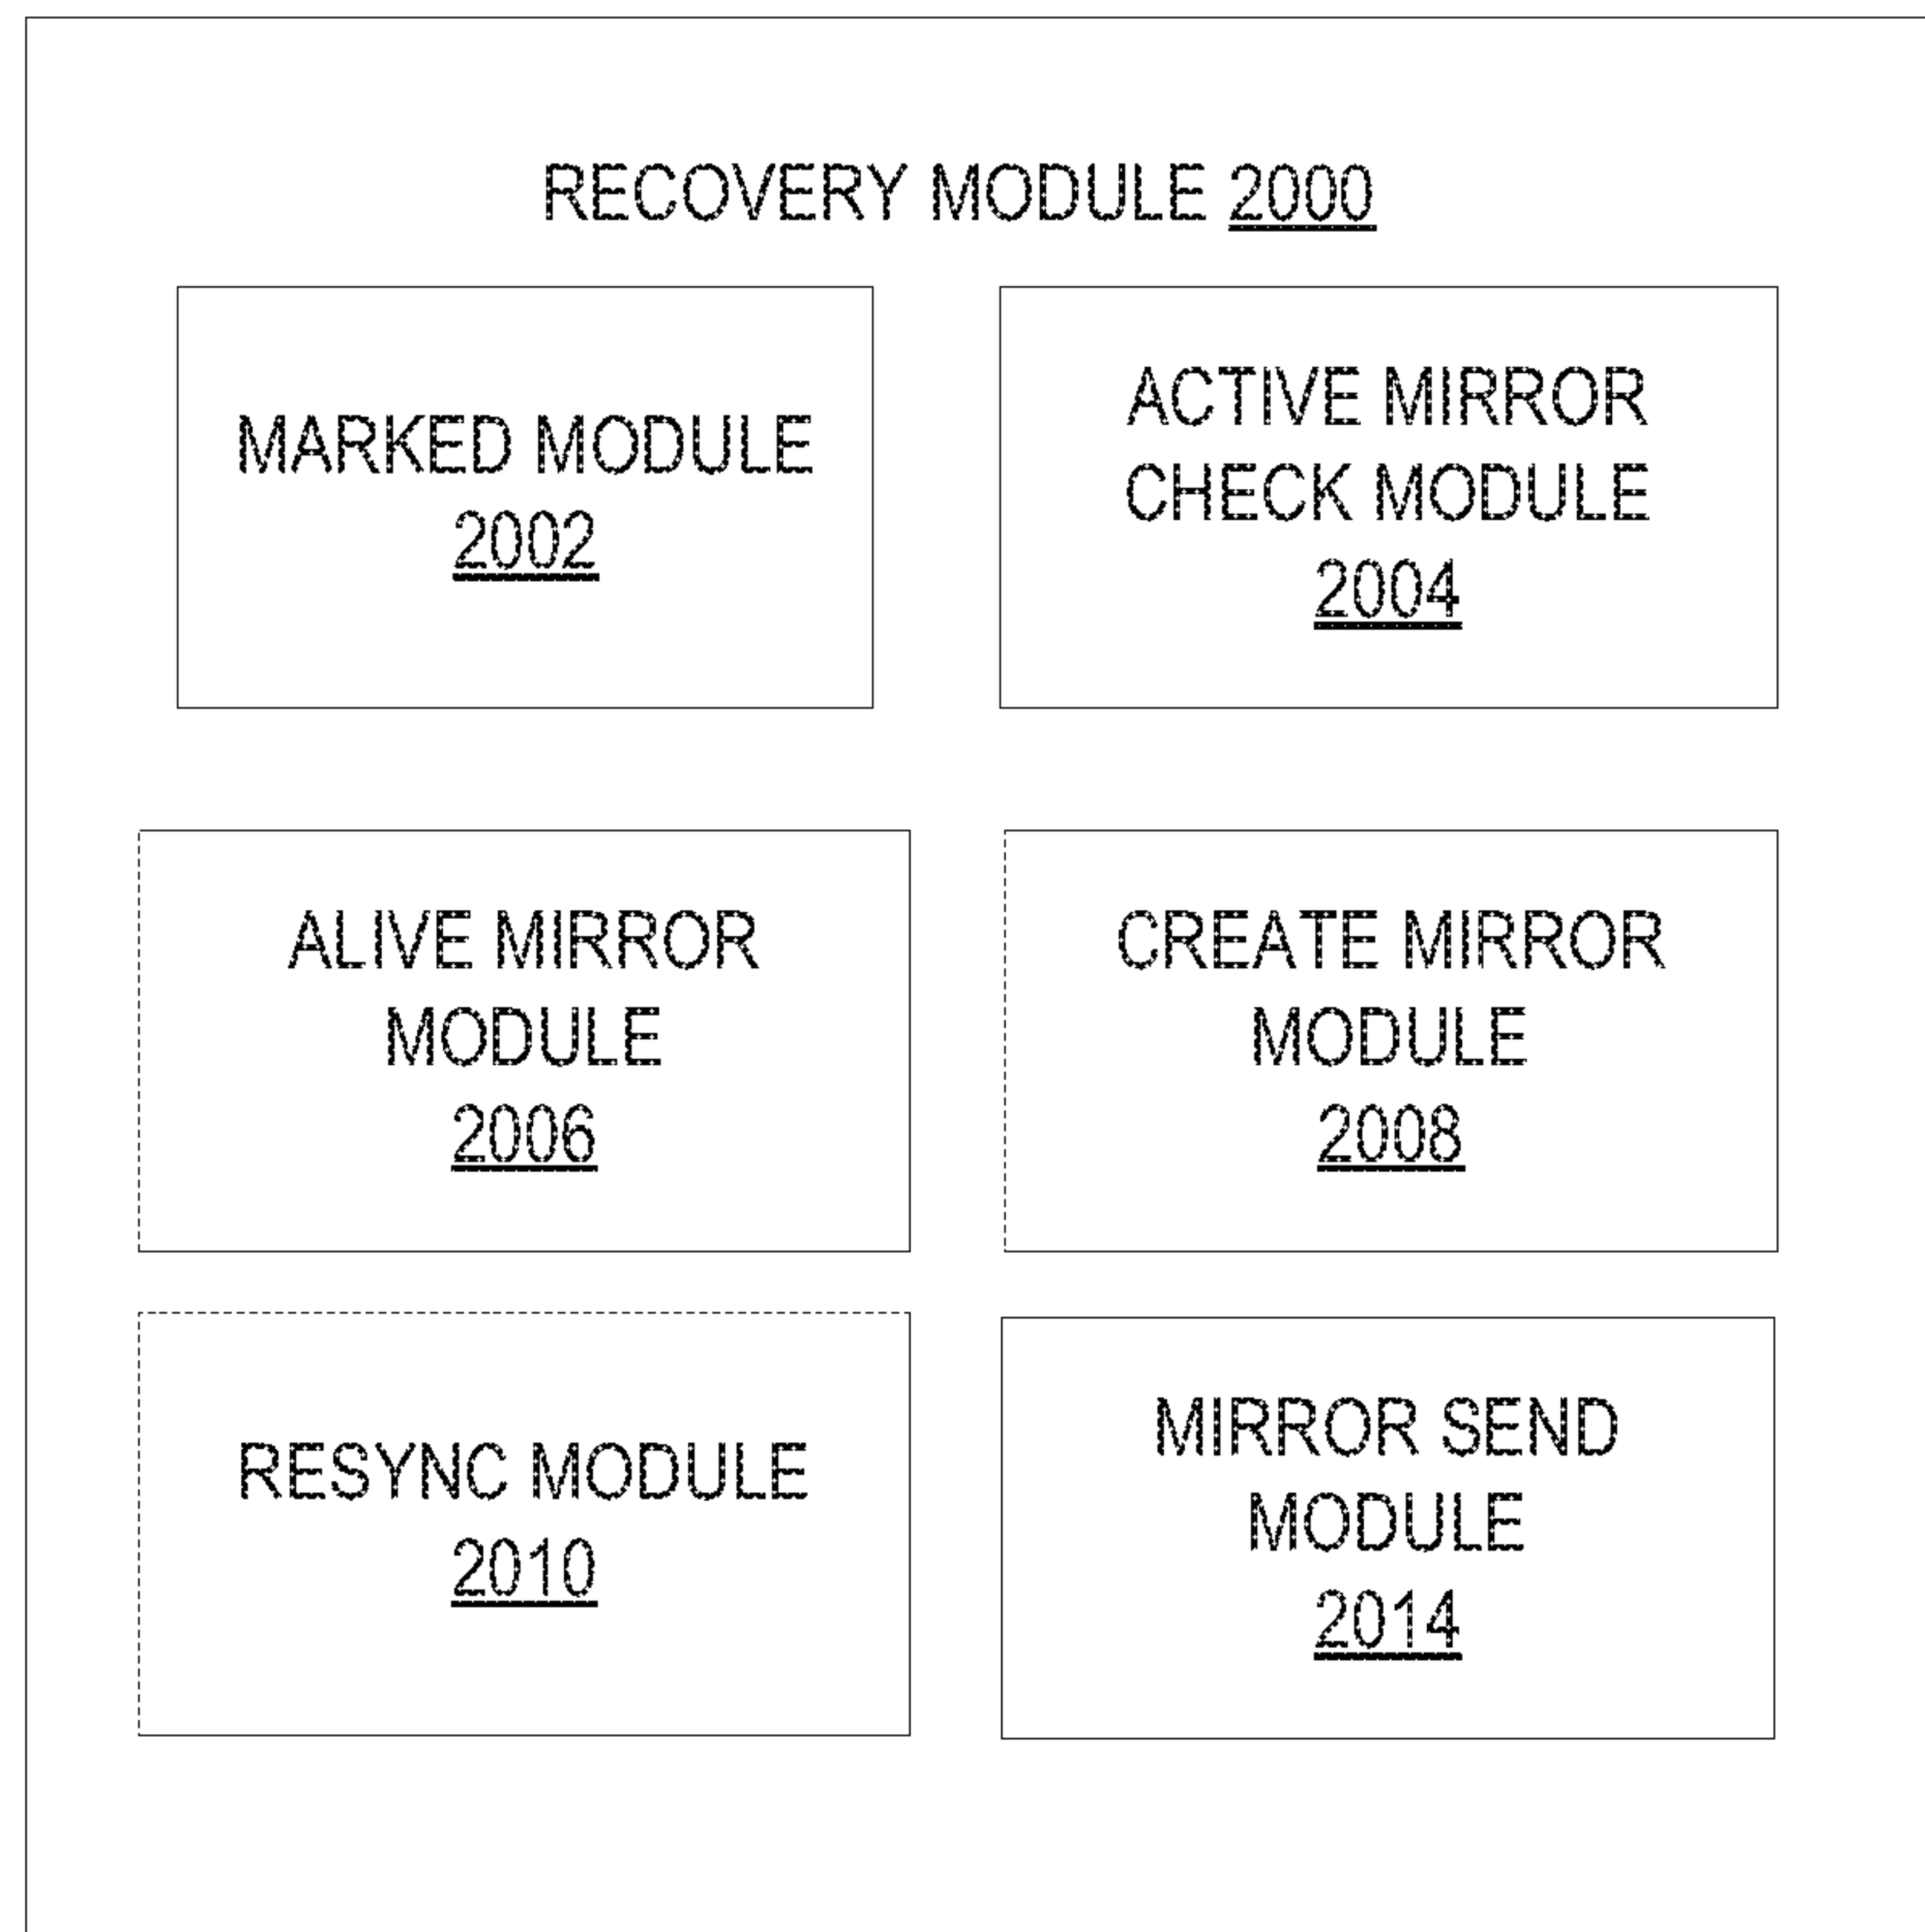 RECOVERY MODULE 2000
MARKED MODULE
2002
ACTIVE MIRROR
CHECK MODULE
2004
ALIVE MIRROR
MODULE
2006
CREATE MIRROR
MODULE
2008
RESYNC MODULE
2010
MIRROR SEND
MODULE
2014